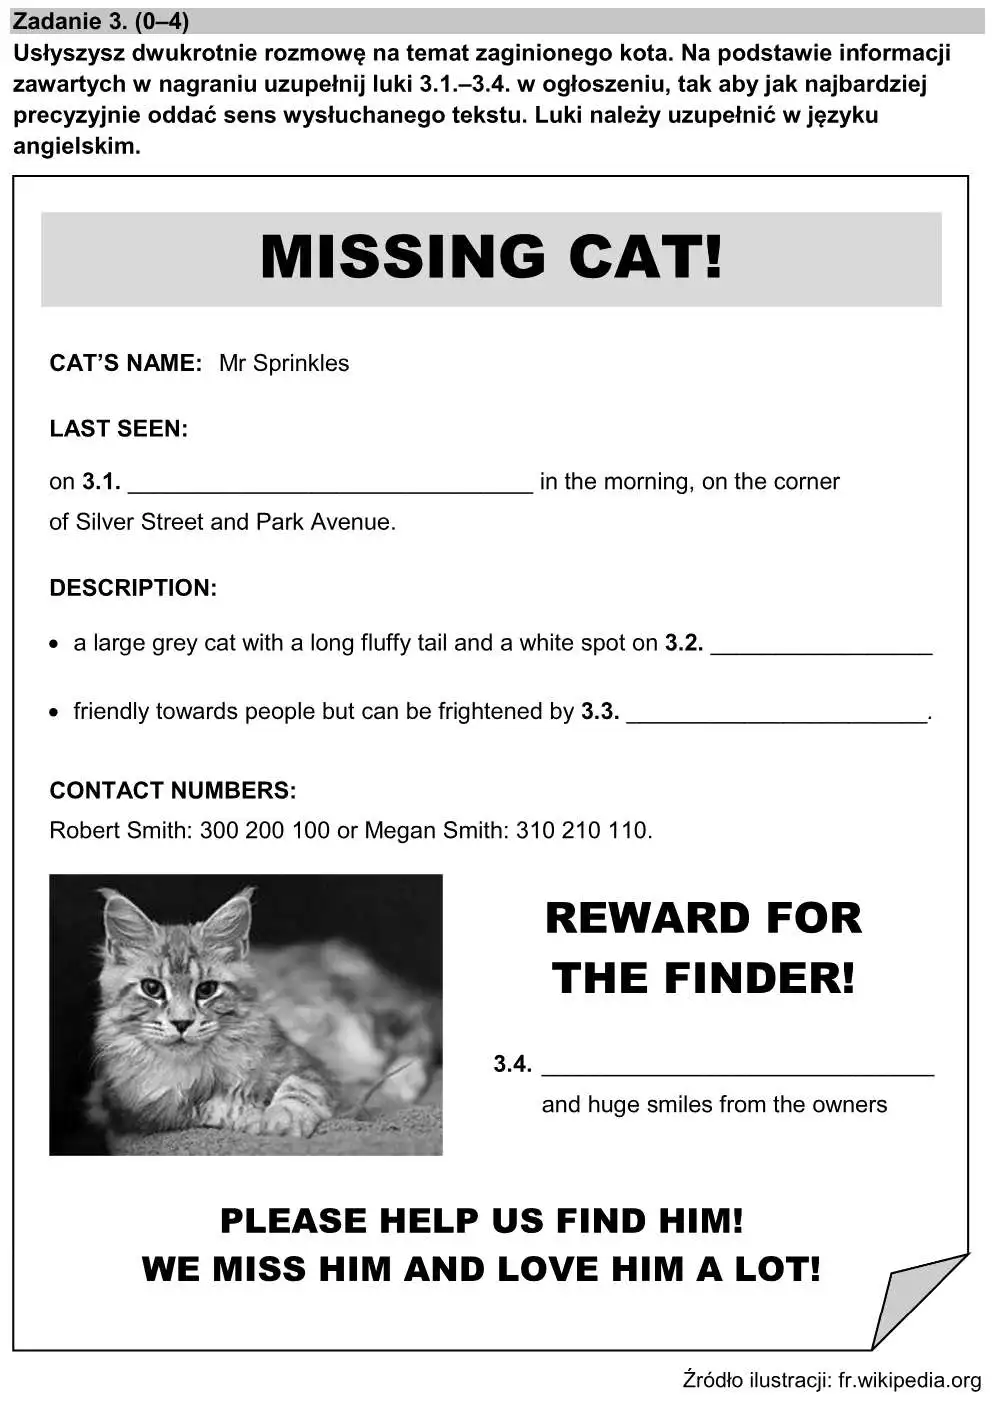 Zadanie 3. (0–4)
Usłyszysz dwukrotnie rozmowę na temat zaginionego kota. Na podstawie informacji
zawartych w nagraniu uzupełnij luki 3.1.–3.4. w ogłoszeniu, tak aby jak najbardziej
precyzyjnie oddać sens wysłuchanego tekstu. Luki należy uzupełnić w języku
angielskim.
MISSING CAT!
CAT’S NAME: Mr Sprinkles
LAST SEEN:
on 3.1. _______________________________ in the morning, on the corner
of Silver Street and Park Avenue.
DESCRIPTION:
• a large grey cat with a long fluffy tail and a white spot on 3.2. _________________
• friendly towards people but can be frightened by 3.3. _______________________.
CONTACT NUMBERS:
Robert Smith: 300 200 100 or Megan Smith: 310 210 110.
REWARD FOR
THE FINDER!
3.4. ______________________________
and huge smiles from the owners
PLEASE HELP US FIND HIM!
WE MISS HIM AND LOVE HIM A LOT!
Źródło ilustracji: fr.wikipedia.org